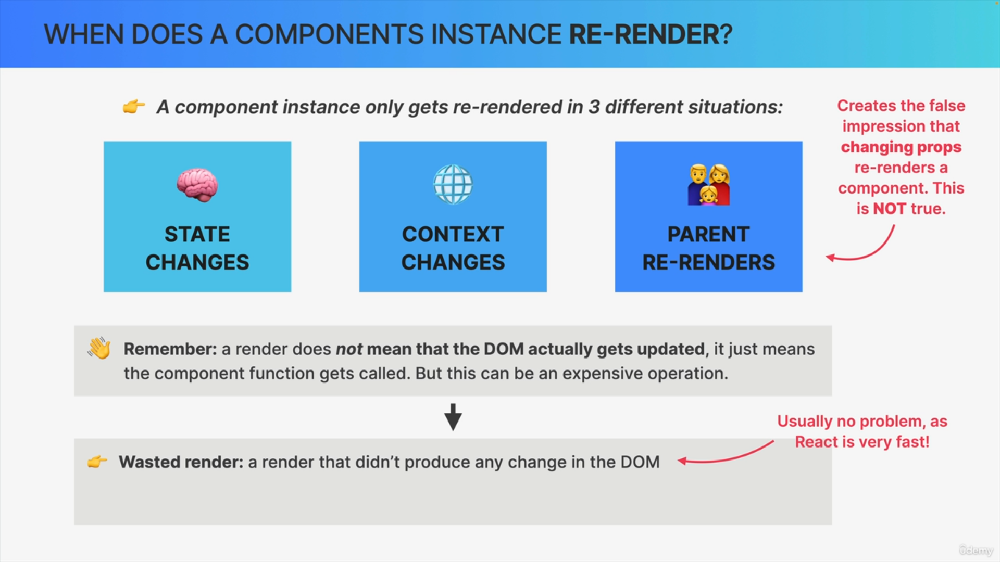 WHEN DOES A COMPONENTS INSTANCE RE-RENDER?
👉 A component instance only gets re-rendered in 3 different situations:
STATE
CHANGES
CONTEXT
CHANGES
PARENT
RE-RENDERS
Creates the false
impression that
changing props
re-renders a
component. This
is NOT true.
👋 Remember: a render does not mean that the DOM actually gets updated, it just means
the component function gets called. But this can be an expensive operation.
Usually no problem, as
React is very fast!
👉 Wasted render: a render that didn’t produce any change in the DOM
ûdemy